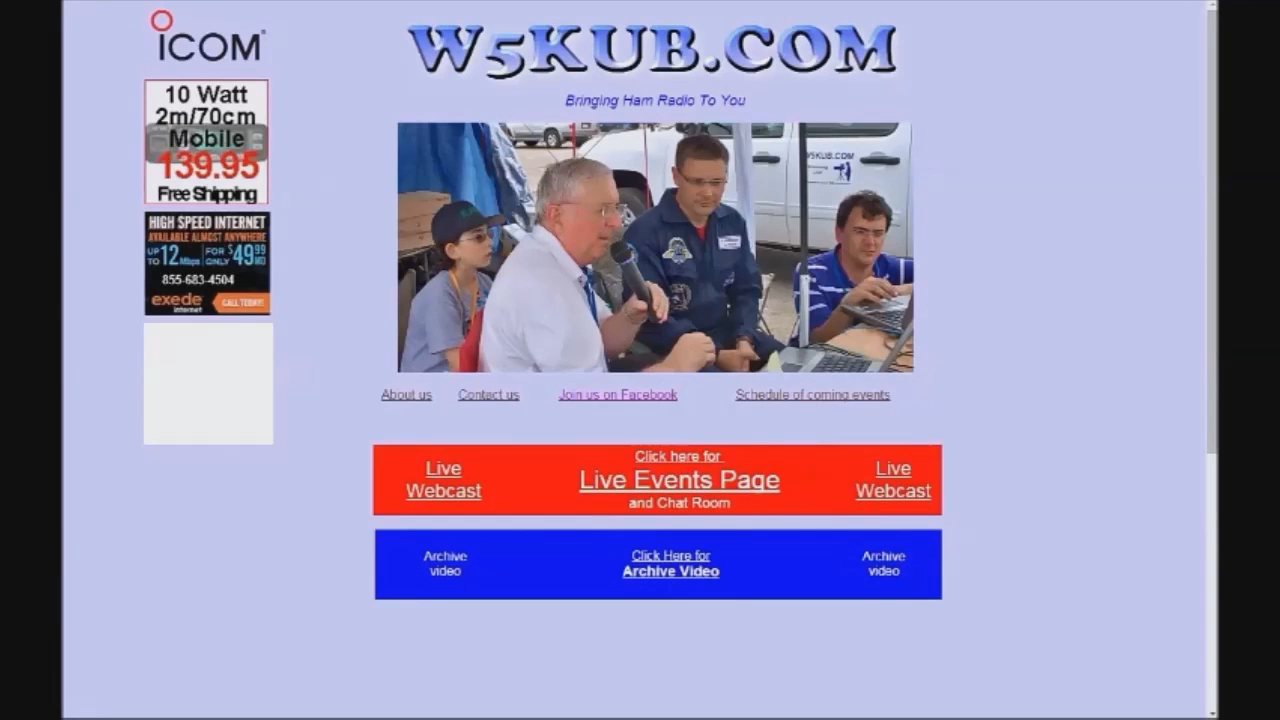 ICOM
W5KUB.COM
Bringing Ham Radio To You
10 Watt
2m/70cm
Mobile
139.95
Free Shipping
HIGH SPEED INTERNET
AVAILABLE ALMOST ANYWHERE
UP TO 12 Mbps FOR ONLY $49.99 MO
855-683-4504
exede internet
CALL TODAY!
W5KUB.COM
About us Contact us Join us on Facebook Schedule of coming events
Live Webcast
Click here for
Live Events Page
and Chat Room
Live Webcast
Archive video
Click Here for
Archive Video
Archive video